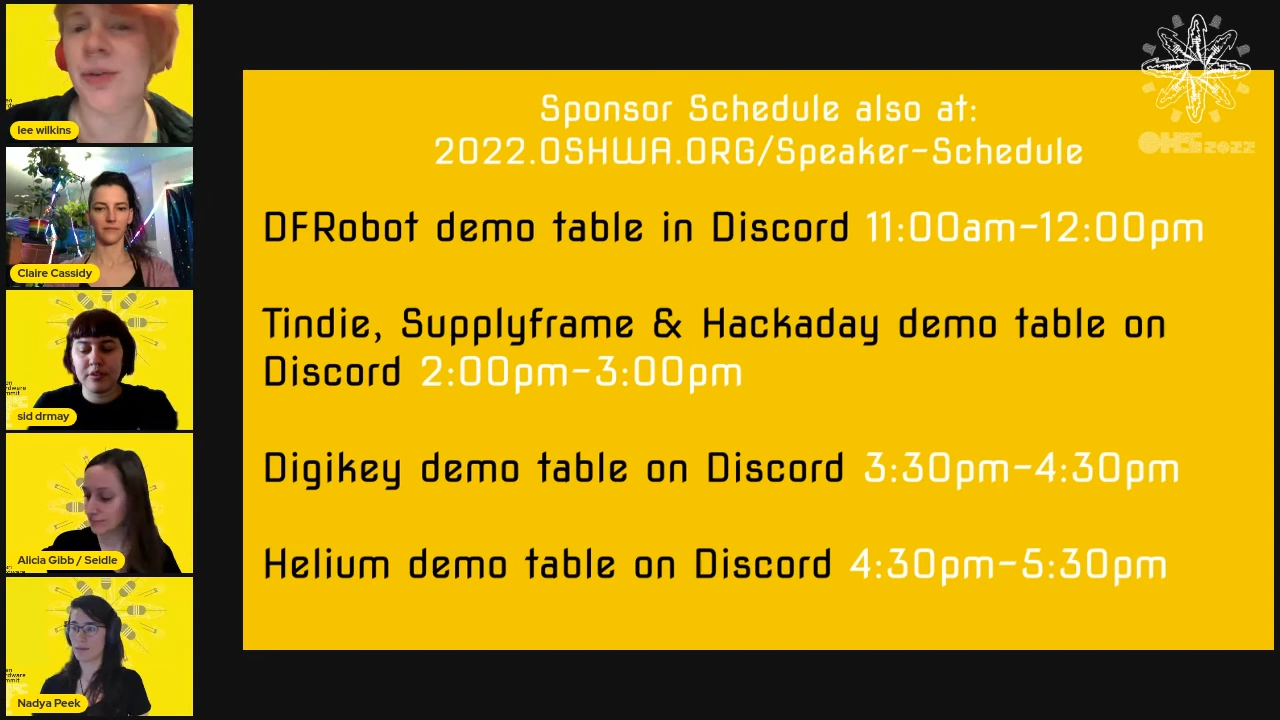 lee wilkins
Claire Cassidy
sid drmay
Alicia Gibb / Seidle
Nadya Peek
OHS 2022
Sponsor Schedule also at:
2022.OSHWA.ORG/Speaker-Schedule
DFRobot demo table in Discord 11:00am-12:00pm
Tindie, Supplyframe & Hackaday demo table on
Discord 2:00pm-3:00pm
Digikey demo table on Discord 3:30pm-4:30pm
Helium demo table on Discord 4:30pm-5:30pm